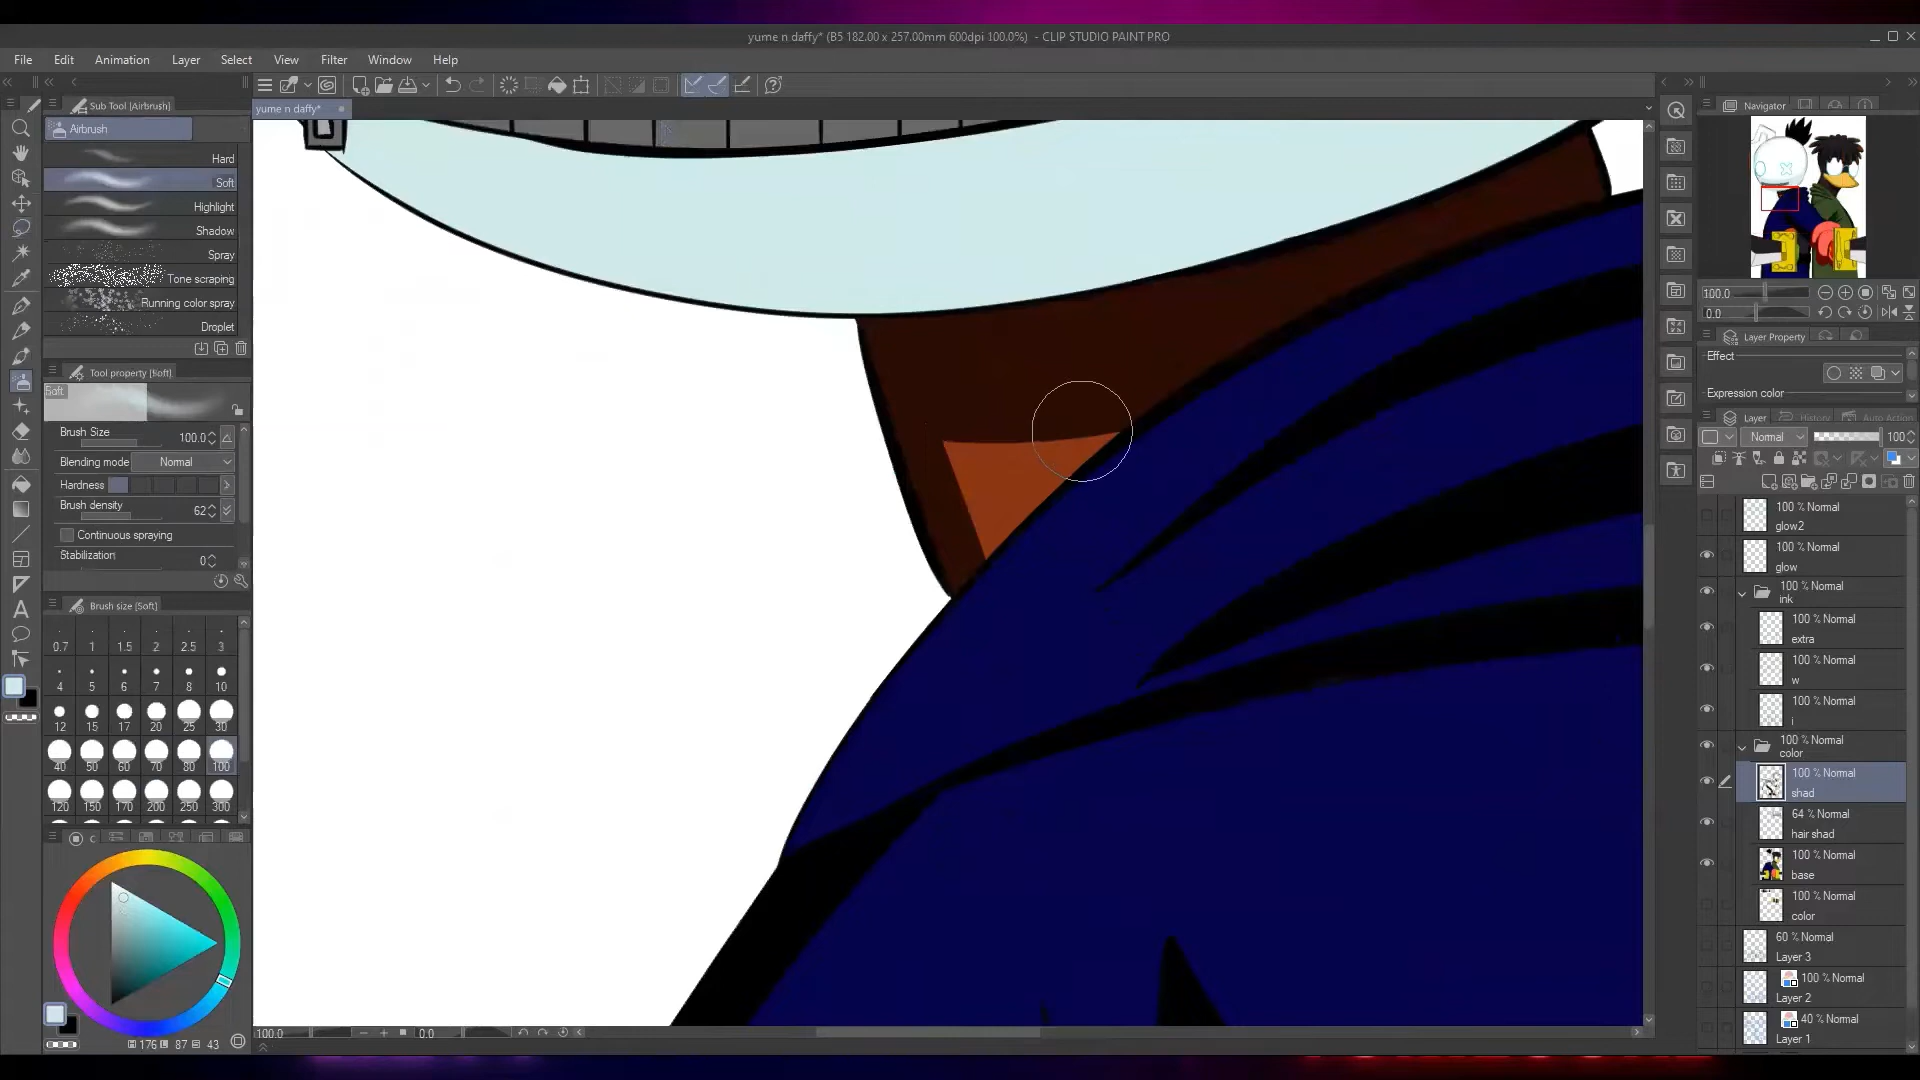 yume n daffy* (B5 182.00 x 257.00mm 600dpi 100.0%) - CLIP STUDIO PAINT PRO
File Edit Animation Layer Select View Filter Window Help
Sub Tool [Airbrush]
Airbrush
Hard
Soft
Highlight
Shadow
Spray
Tone scraping
Running color spray
Droplet
Tool property [Soft]
Soft
Brush Size 100.0
Blending mode Normal
Hardness
Brush density 62
Continuous spraying
Stabilization 0
Brush size [Soft]
0.7 1 1.5 2 2.5 3
4 5 6 7 8 10
12 15 17 20 25 30
40 50 60 70 80 100
120 150 170 200 250 300
C
176 87 43
yume n daffy*
100.0 0.0
Navigator
100.0
0.0
Layer Property
Effect
Expression color
Layer History Auto Action
Normal 100
100 % Normal
glow2
100 % Normal
glow
100 % Normal
ink
100 % Normal
extra
100 % Normal
w
100 % Normal
i
100 % Normal
color
100 % Normal
shad
64 % Normal
hair shad
100 % Normal
base
100 % Normal
color
60 % Normal
Layer 3
100 % Normal
Layer 2
40 % Normal
Layer 1